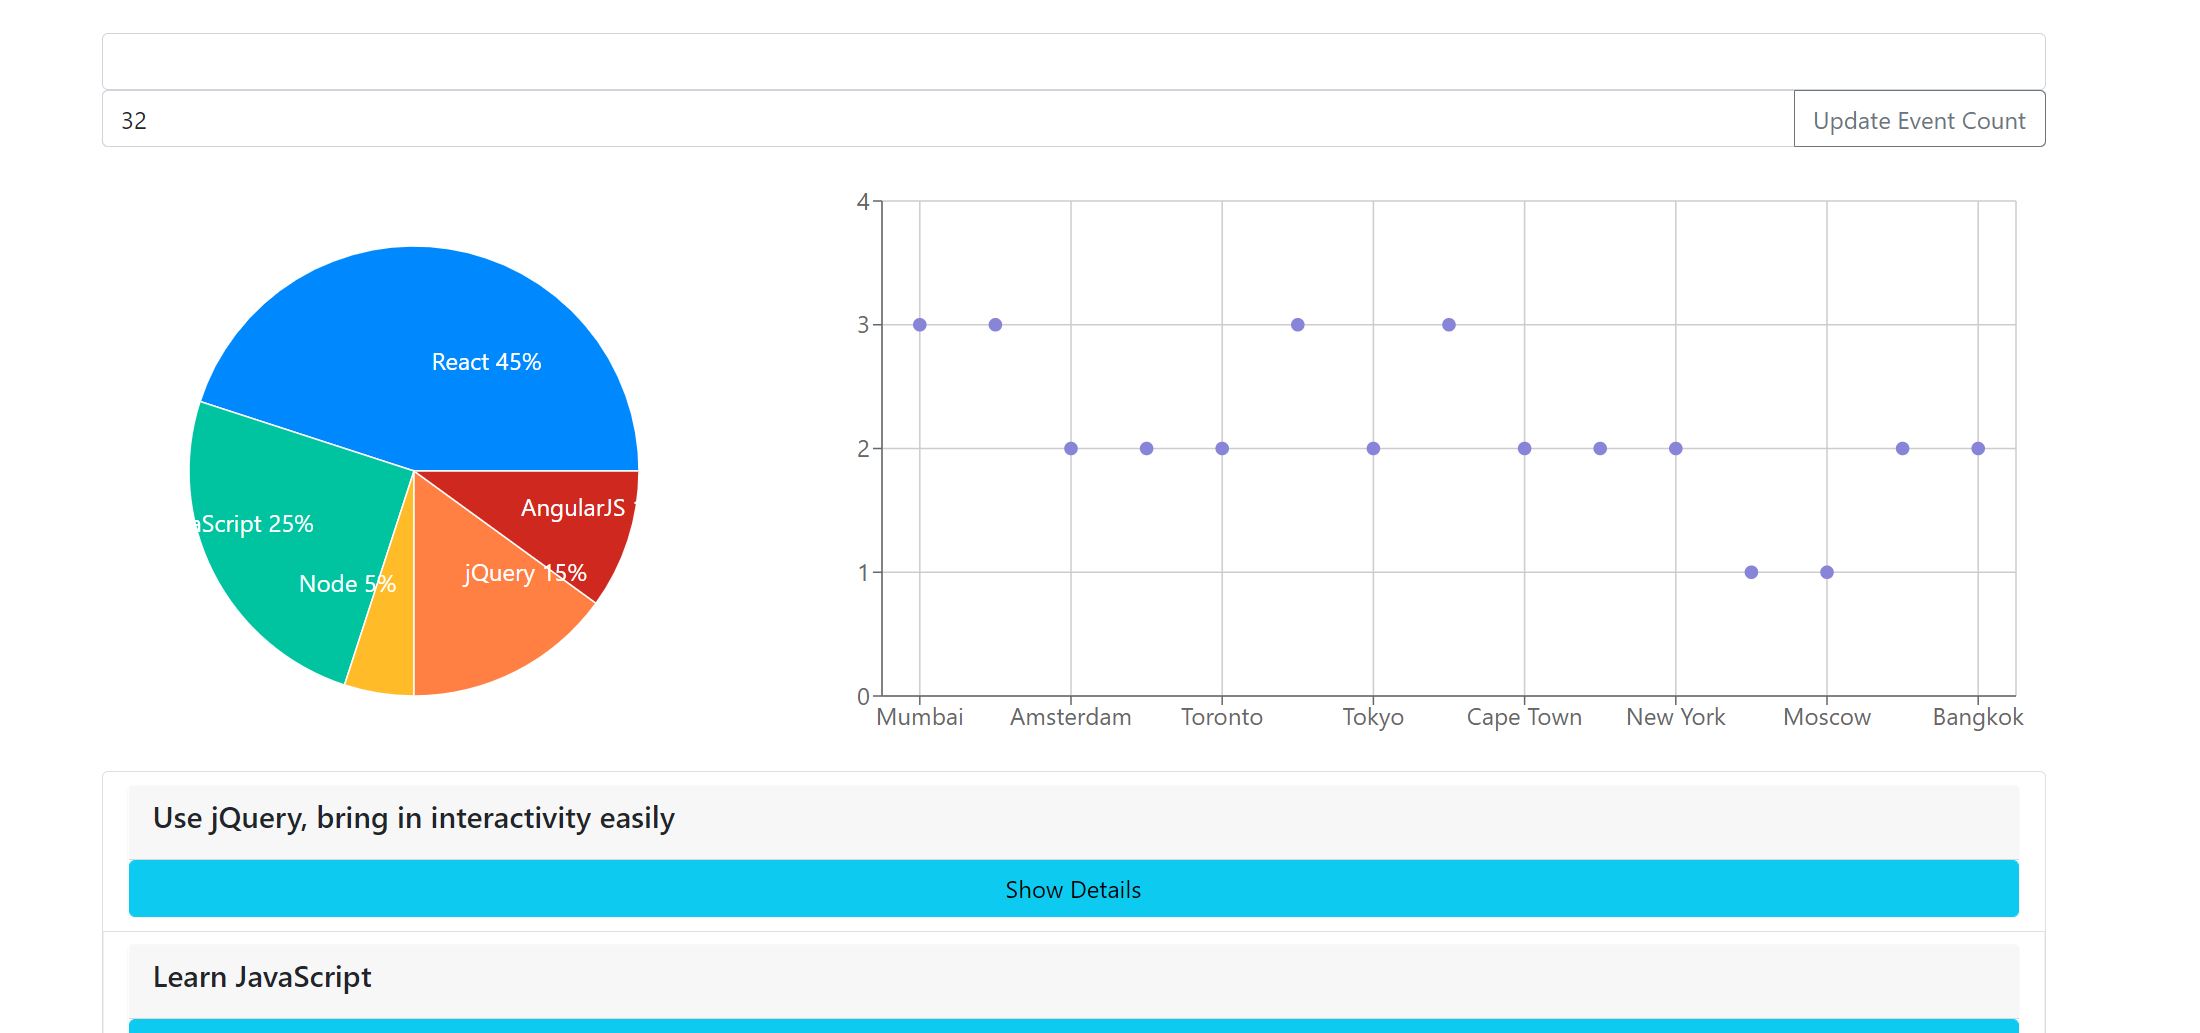 32
Update Event Count
React 45%
aScript 25%
Node 5%
jQuery 15%
AngularJS
4
3
2
1
0
Mumbai Amsterdam Toronto Tokyo Cape Town New York Moscow Bangkok
Use jQuery, bring in interactivity easily
Show Details
Learn JavaScript